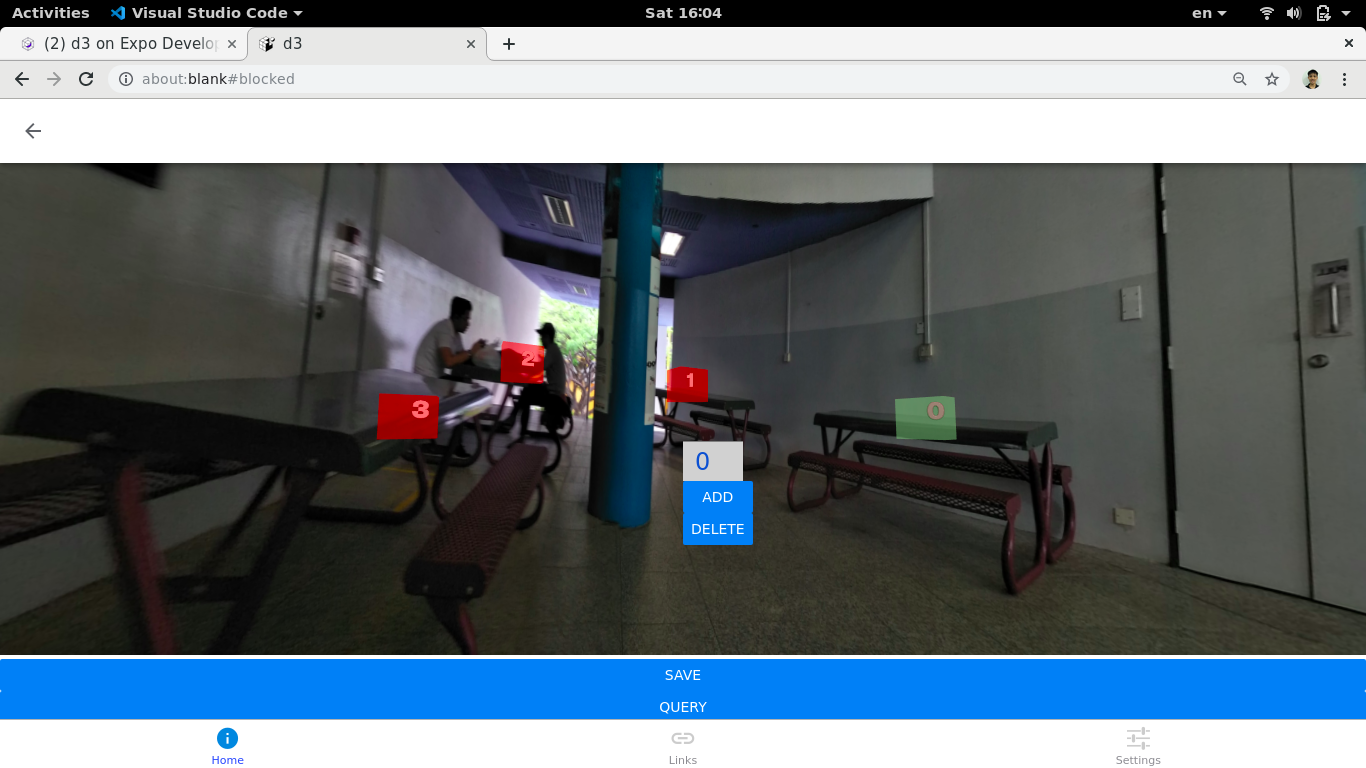 Activities Visual Studio Code Sat 16:04 en
(2) d3 on Expo Develo d3
about:blank#blocked
2
1
3
0
0
ADD
DELETE
SAVE
QUERY
Home Links Settings